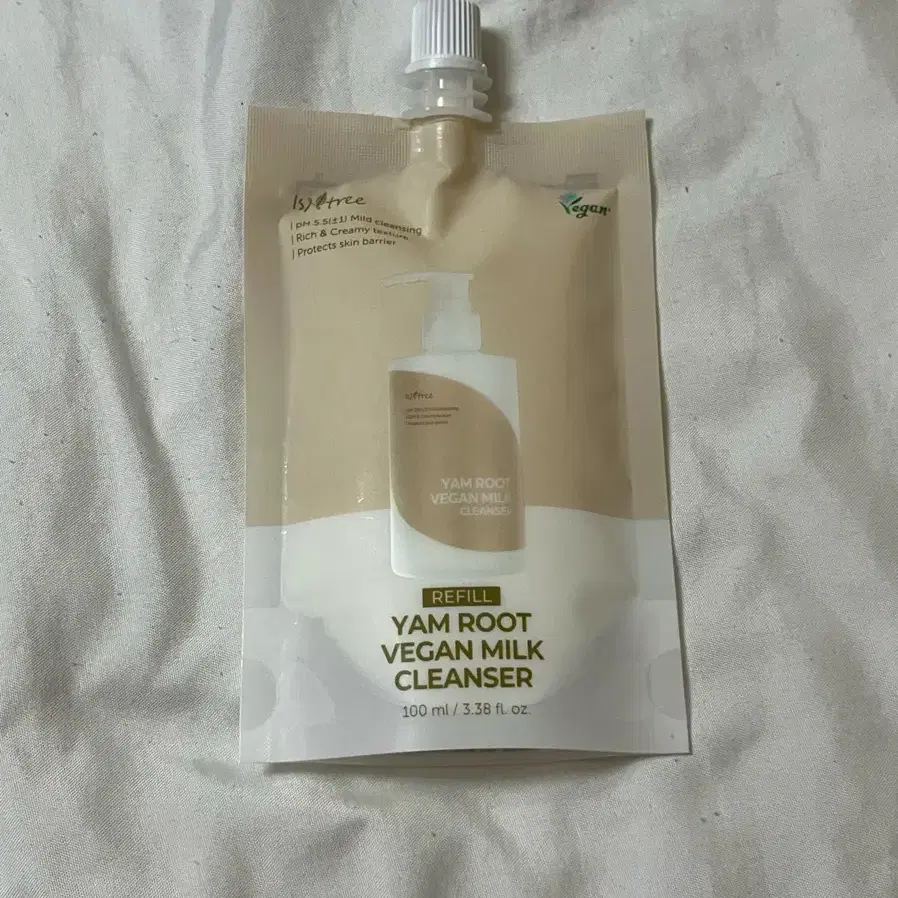 Isntree
| pH 5.5(±1) Mild cleansing
| Rich & Creamy texture
| Protects skin barrier
Vegan
Isntree
YAM ROOT
VEGAN MILK
CLEANSER
REFILL
YAM ROOT
VEGAN MILK
CLEANSER
100 ml / 3.38 fl. oz.